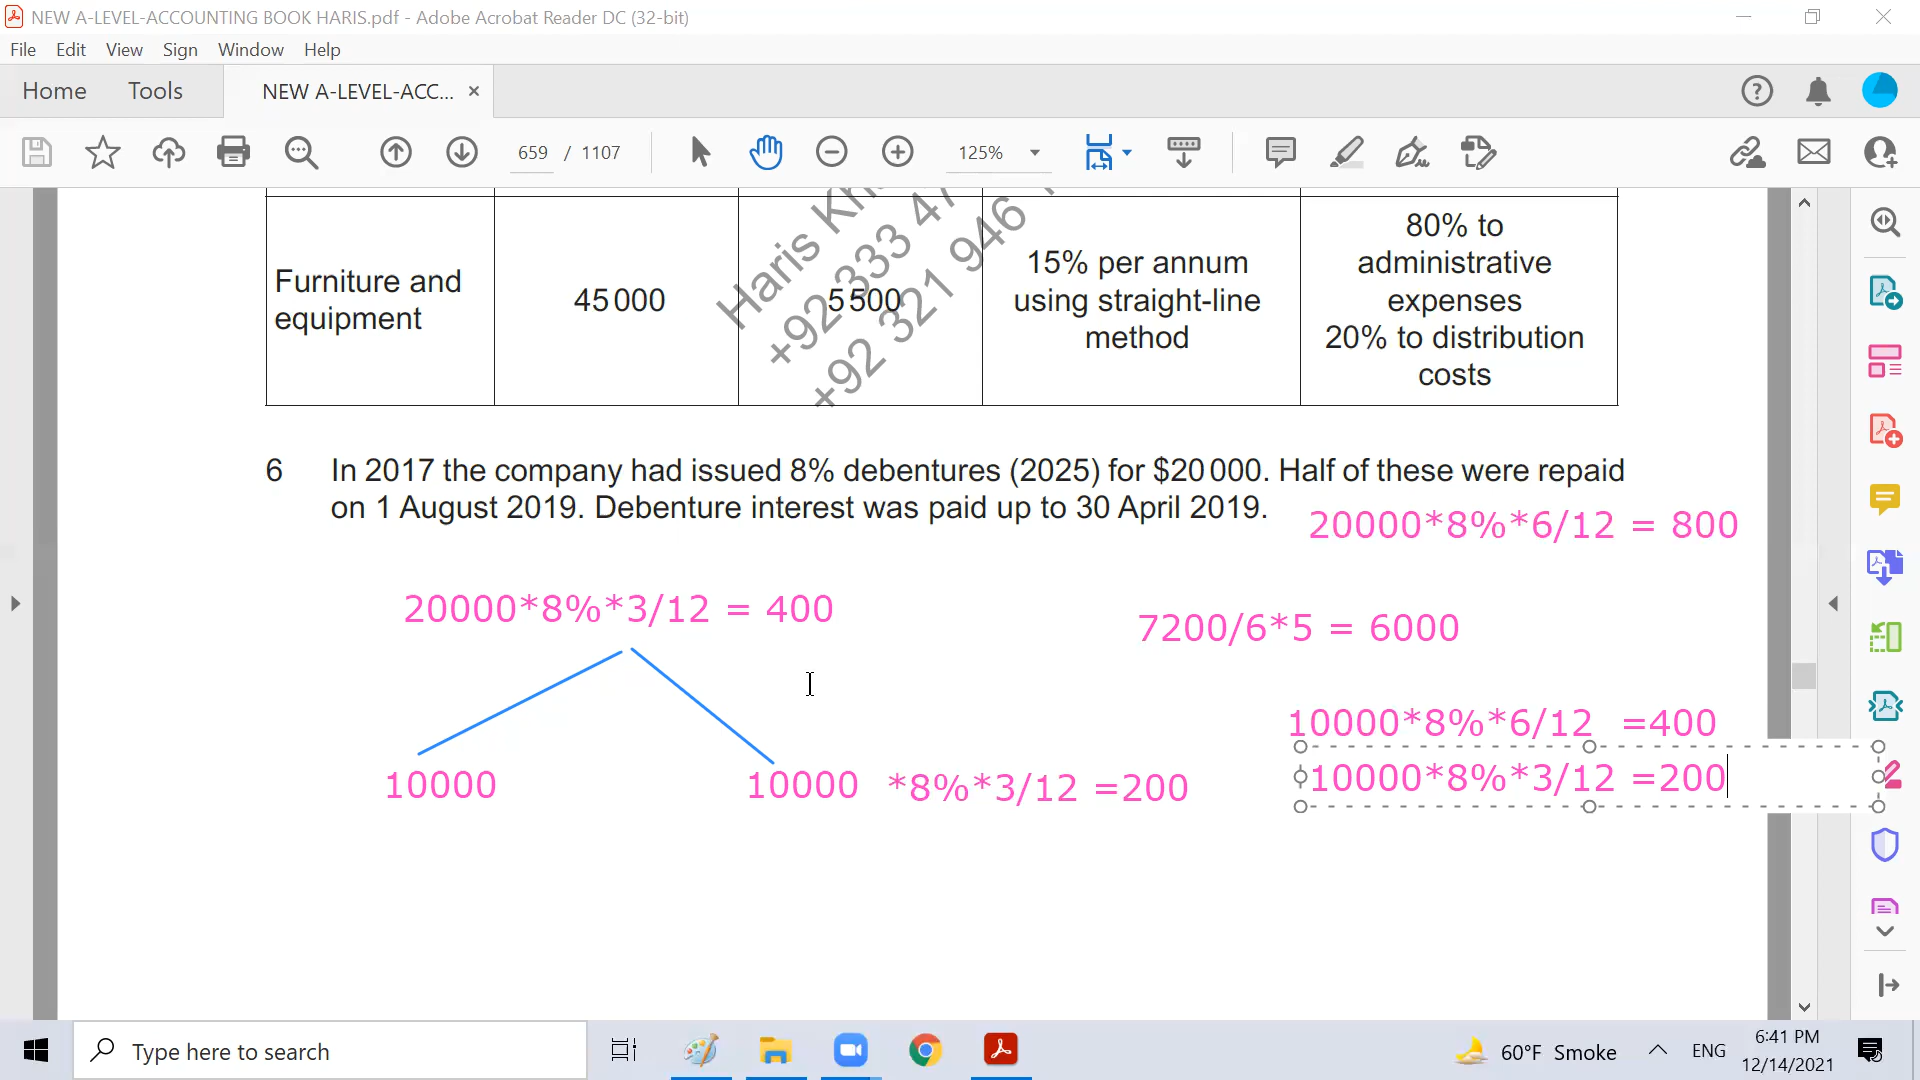 NEW A-LEVEL-ACCOUNTING BOOK HARIS.pdf - Adobe Acrobat Reader DC (32-bit)
File Edit View Sign Window Help
Home Tools NEW A-LEVEL-ACC... ×
659 / 1107 125%
Furniture and
equipment
45 000
5 500
15% per annum
using straight-line
method
80% to
administrative
expenses
20% to distribution
costs
Haris
+92 333
+92 321 946
6 In 2017 the company had issued 8% debentures (2025) for $20 000. Half of these were repaid
on 1 August 2019. Debenture interest was paid up to 30 April 2019.
20000*8%*6/12 = 800
20000*8%*3/12 = 400
7200/6*5 = 6000
10000*8%*6/12 =400
10000*8%*3/12 =200
10000
10000 *8%*3/12 =200
Type here to search
60°F Smoke
ENG
6:41 PM
12/14/2021